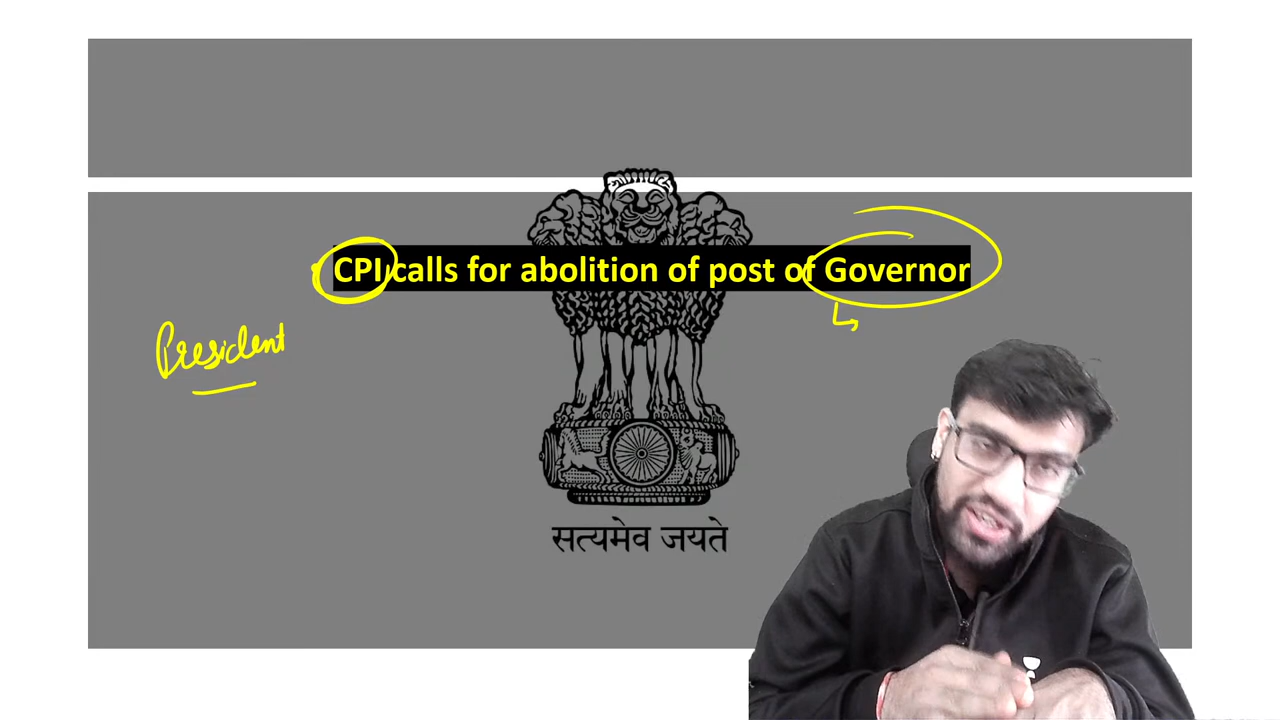 CPI calls for abolition of post of Governor
President
सत्यमेव जयते